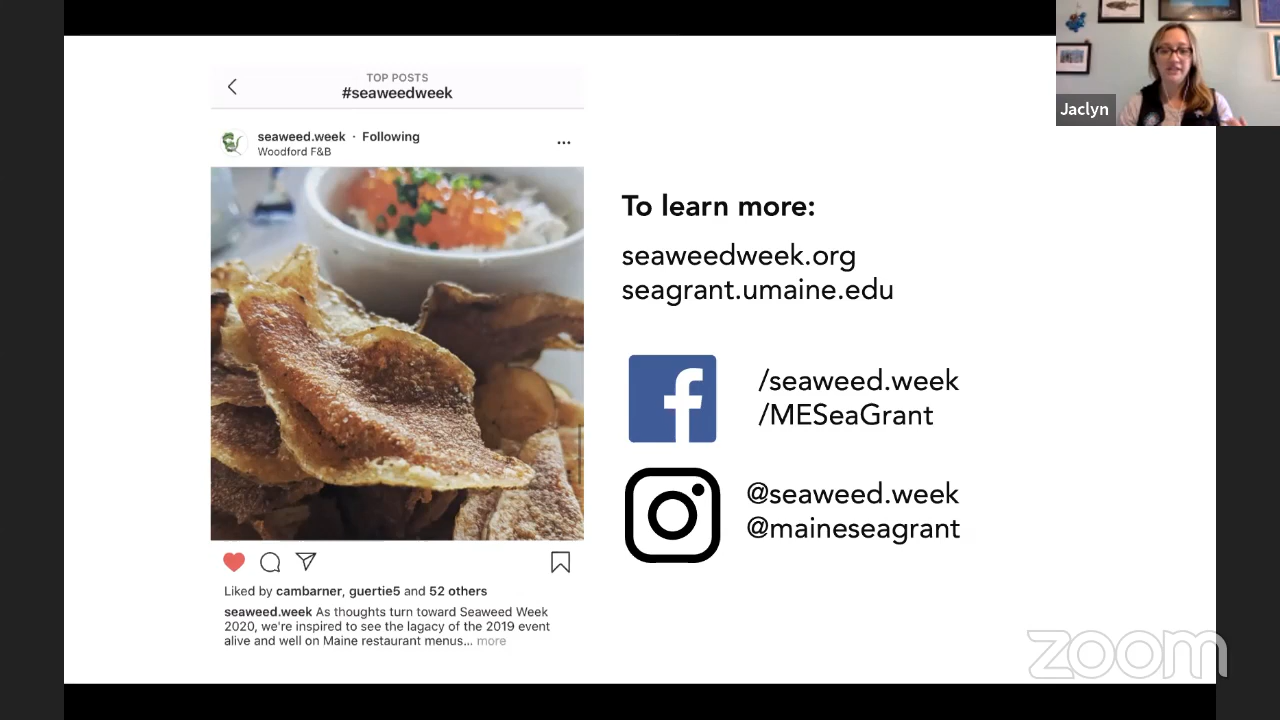 TOP POSTS
#seaweedweek
seaweed.week · Following
Woodford F&B
Liked by cambarner, guertie5 and 52 others
seaweed.week As thoughts turn toward Seaweed Week
2020, we're inspired to see the lagacy of the 2019 event
alive and well on Maine restaurant menus... more
To learn more:
seaweedweek.org
seagrant.umaine.edu
/seaweed.week
/MESeaGrant
@seaweed.week
@maineseagrant
Jaclyn
zoom